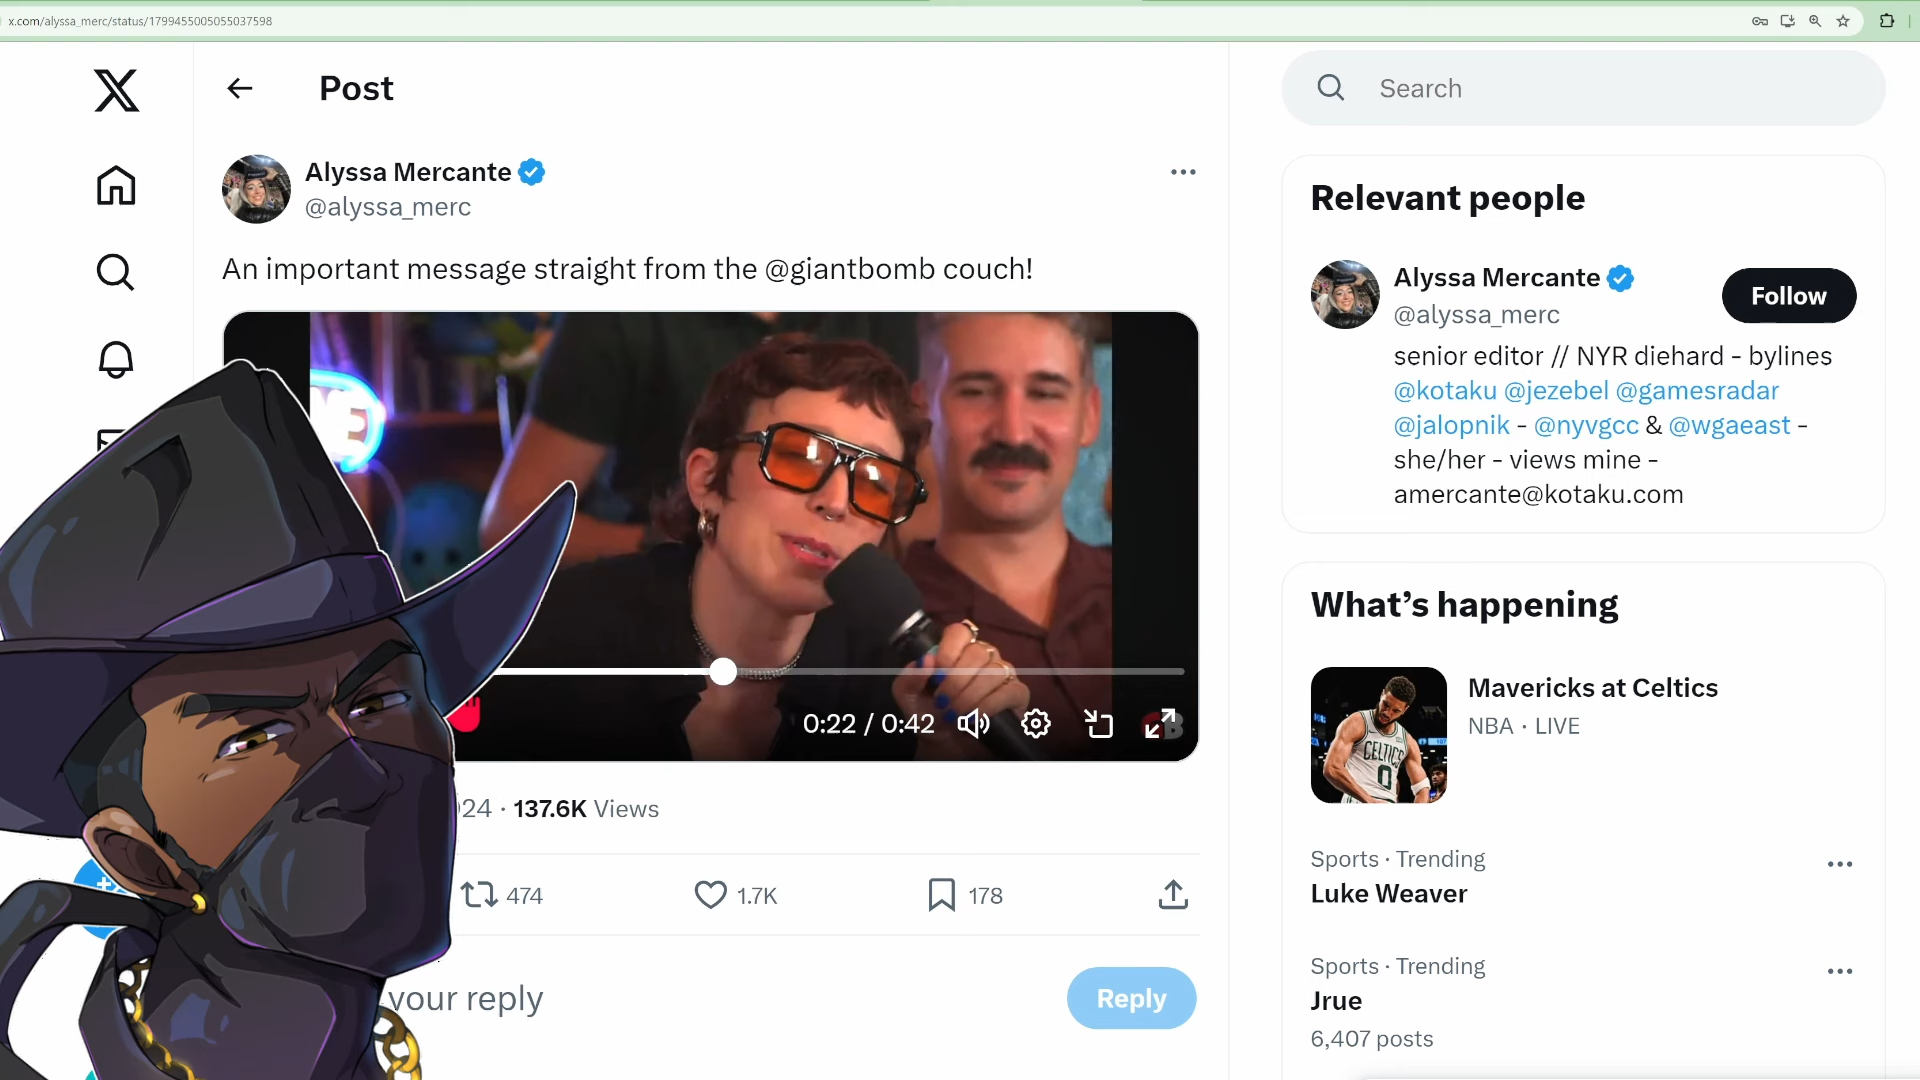 x.com/alyssa_merc/status/1799455005055037598
Post
Search
Alyssa Mercante
@alyssa_merc
An important message straight from the @giantbomb couch!
0:22 / 0:42
24 · 137.6K Views
474
1.7K
178
your reply
Reply
Relevant people
Alyssa Mercante
@alyssa_merc
Follow
senior editor // NYR diehard - bylines
@kotaku @jezebel @gamesradar
@jalopnik - @nyvgcc & @wgaeast -
she/her - views mine -
amercante@kotaku.com
What's happening
Mavericks at Celtics
NBA · LIVE
CELTICS
0
Sports · Trending
Luke Weaver
Sports · Trending
Jrue
6,407 posts